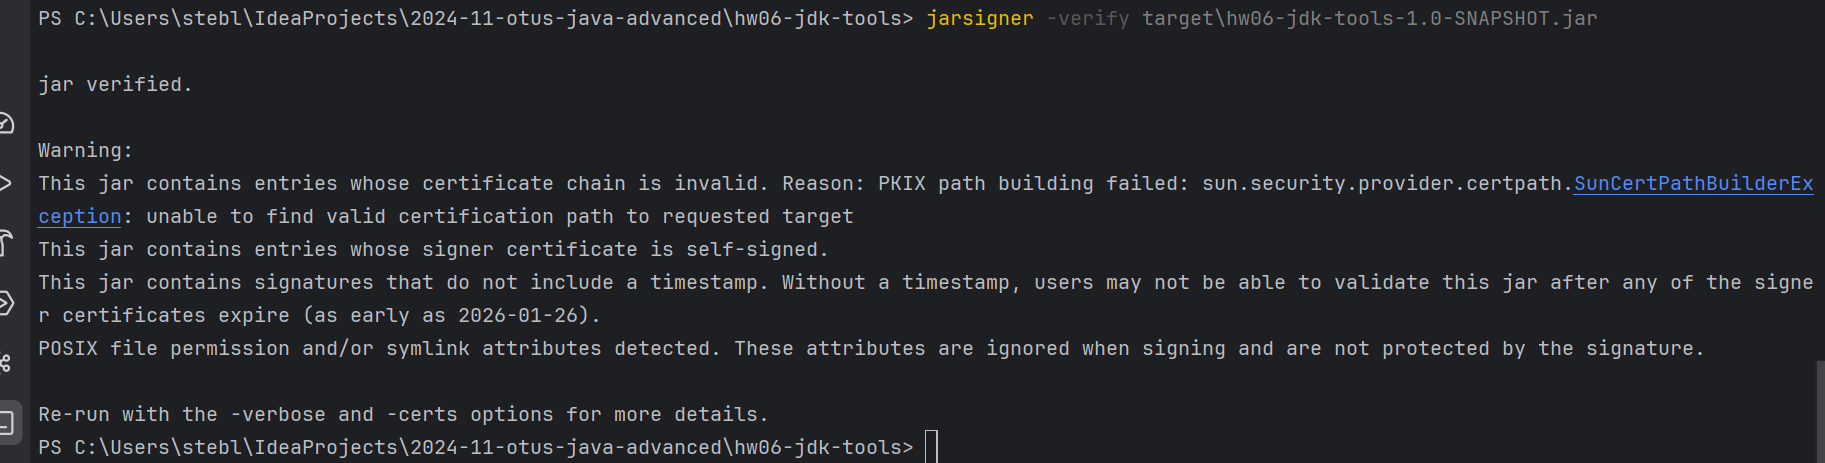 PS C:\Users\stebl\IdeaProjects\2024-11-otus-java-advanced\hw06-jdk-tools> jarsigner -verify target\hw06-jdk-tools-1.0-SNAPSHOT.jar
jar verified.
Warning:
This jar contains entries whose certificate chain is invalid. Reason: PKIX path building failed: sun.security.provider.certpath.SunCertPathBuilderEx
ception: unable to find valid certification path to requested target
This jar contains entries whose signer certificate is self-signed.
This jar contains signatures that do not include a timestamp. Without a timestamp, users may not be able to validate this jar after any of the signe
r certificates expire (as early as 2026-01-26).
POSIX file permission and/or symlink attributes detected. These attributes are ignored when signing and are not protected by the signature.
Re-run with the -verbose and -certs options for more details.
PS C:\Users\stebl\IdeaProjects\2024-11-otus-java-advanced\hw06-jdk-tools>